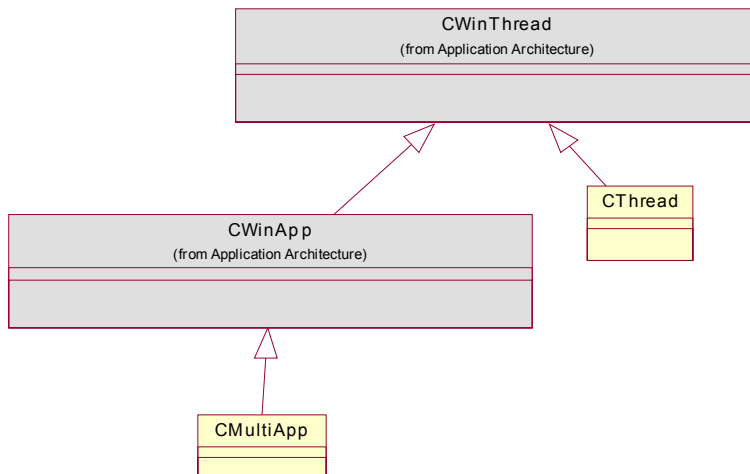 CWinThread
(from Application Architecture)
CThread
CWinApp
(from Application Architecture)
CMultiApp